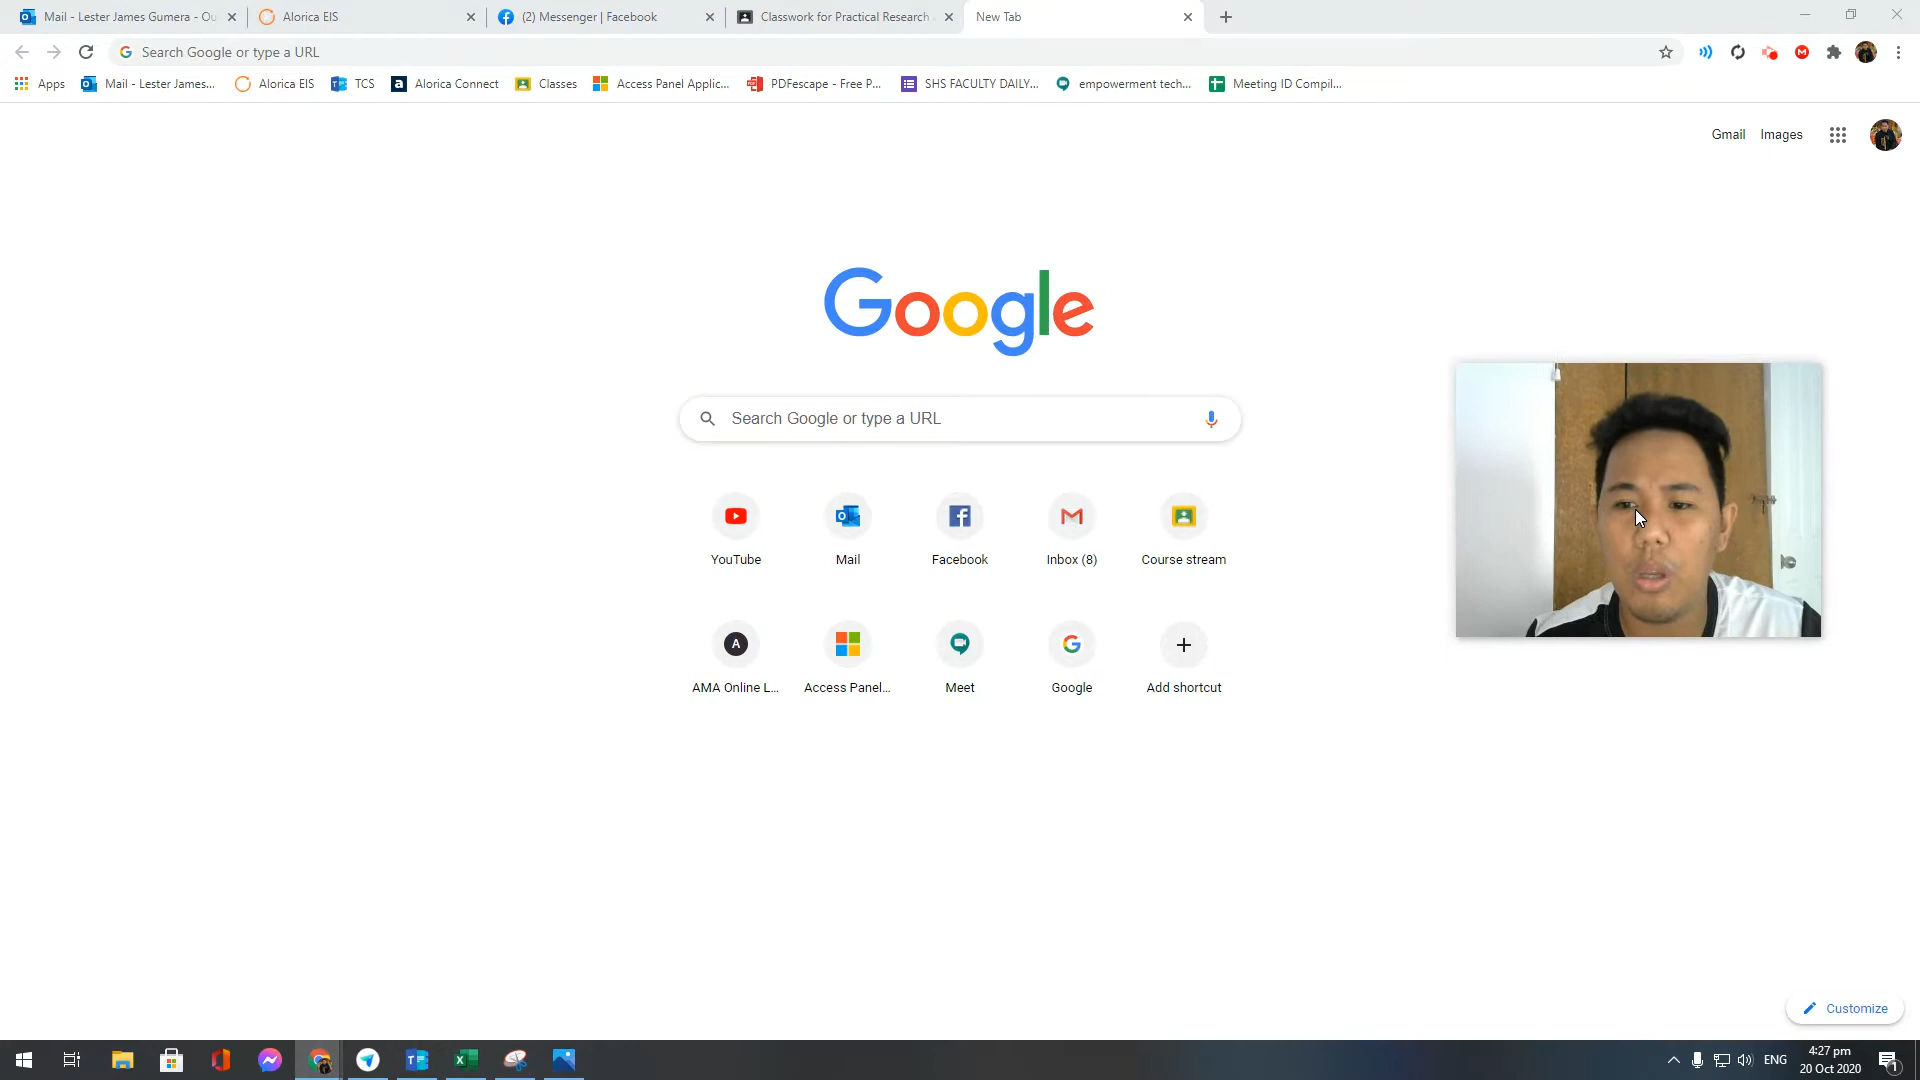 Mail - Lester James Gumera - Ou
Alorica EIS
(2) Messenger | Facebook
Classwork for Practical Research
New Tab
Search Google or type a URL
Apps
Mail - Lester James...
Alorica EIS
TCS
Alorica Connect
Classes
Access Panel Applic...
PDFescape - Free P...
SHS FACULTY DAILY...
empowerment tech...
Meeting ID Compil...
Gmail
Images
Google
Search Google or type a URL
YouTube
Mail
Facebook
Inbox (8)
Course stream
A
AMA Online L...
Access Panel...
Meet
Google
Add shortcut
Customize
ENG
4:27 pm
20 Oct 2020
1